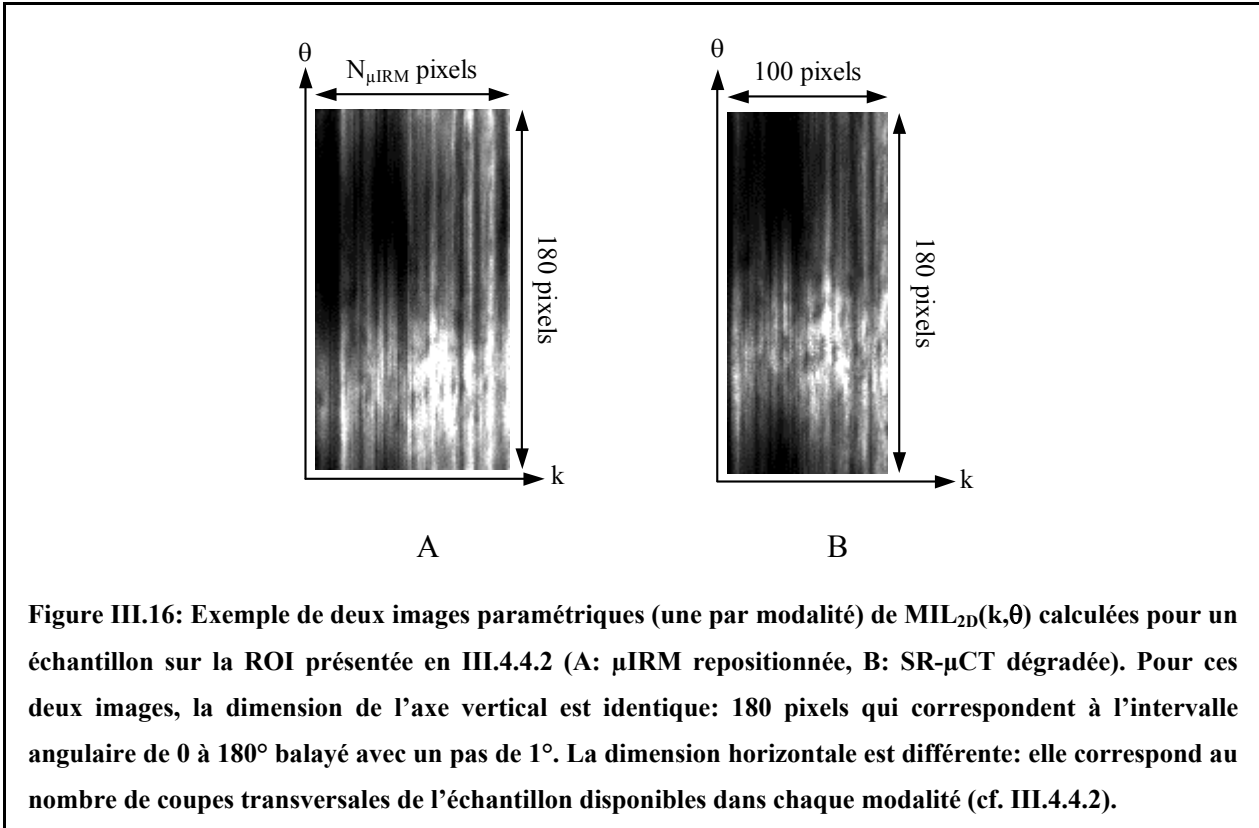 θ
N_µIRM pixels
180 pixels
k
A
θ
100 pixels
180 pixels
k
B
Figure III.16: Exemple de deux images paramétriques (une par modalité) de MIL2D(k,θ) calculées pour un
échantillon sur la ROI présentée en III.4.4.2 (A: µIRM repositionnée, B: SR-µCT dégradée). Pour ces
deux images, la dimension de l’axe vertical est identique: 180 pixels qui correspondent à l’intervalle
angulaire de 0 à 180° balayé avec un pas de 1°. La dimension horizontale est différente: elle correspond au
nombre de coupes transversales de l’échantillon disponibles dans chaque modalité (cf. III.4.4.2).